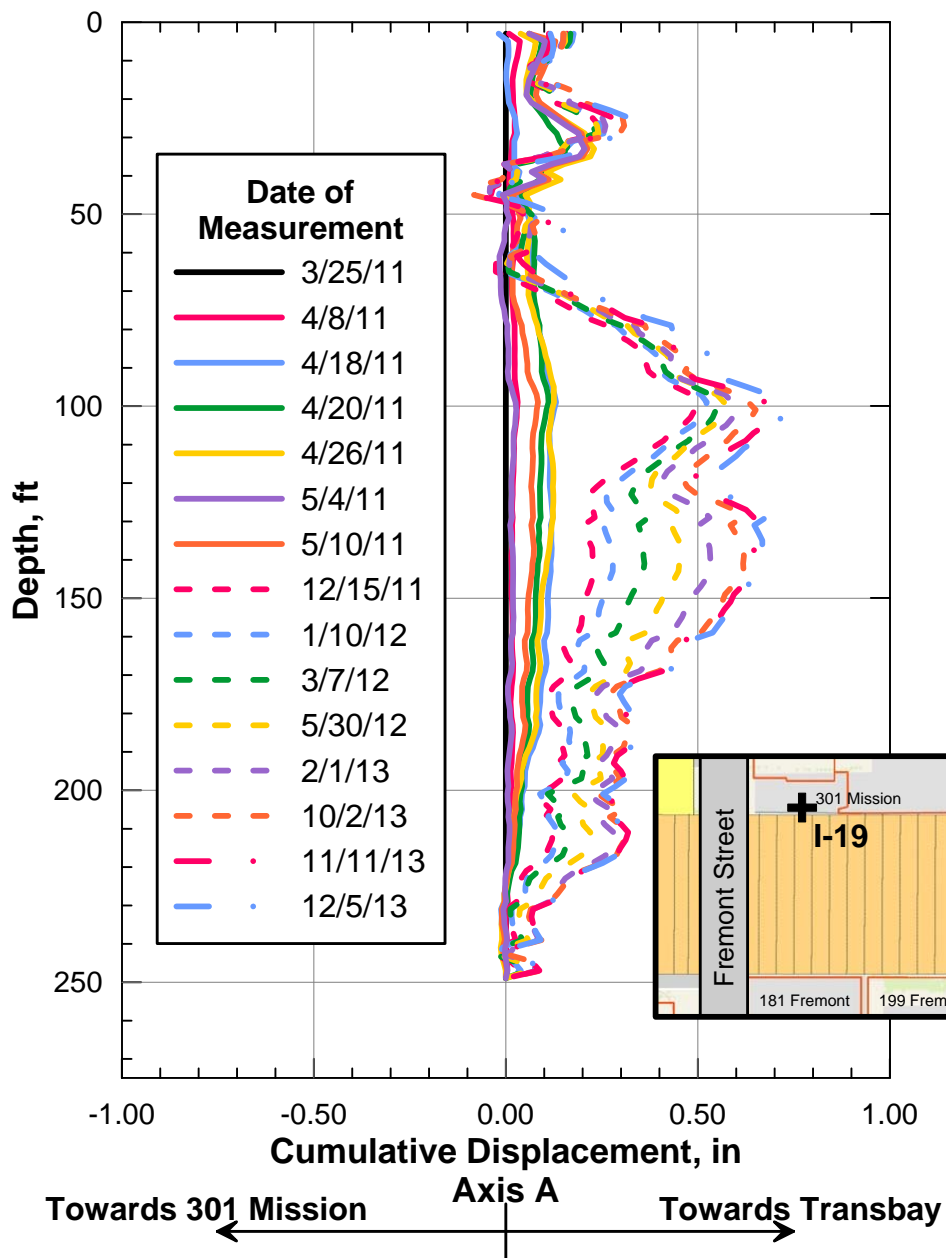 0
50
100
150
200
250
Depth, ft
Date of
Measurement
3/25/11
4/8/11
4/18/11
4/20/11
4/26/11
5/4/11
5/10/11
12/15/11
1/10/12
3/7/12
5/30/12
2/1/13
10/2/13
11/11/13
12/5/13
301 Mission
I-19
Fremont Street
181 Fremont
199 Frem
-1.00 -0.50 0.00 0.50 1.00
Cumulative Displacement, in
Axis A
Towards 301 Mission Towards Transbay